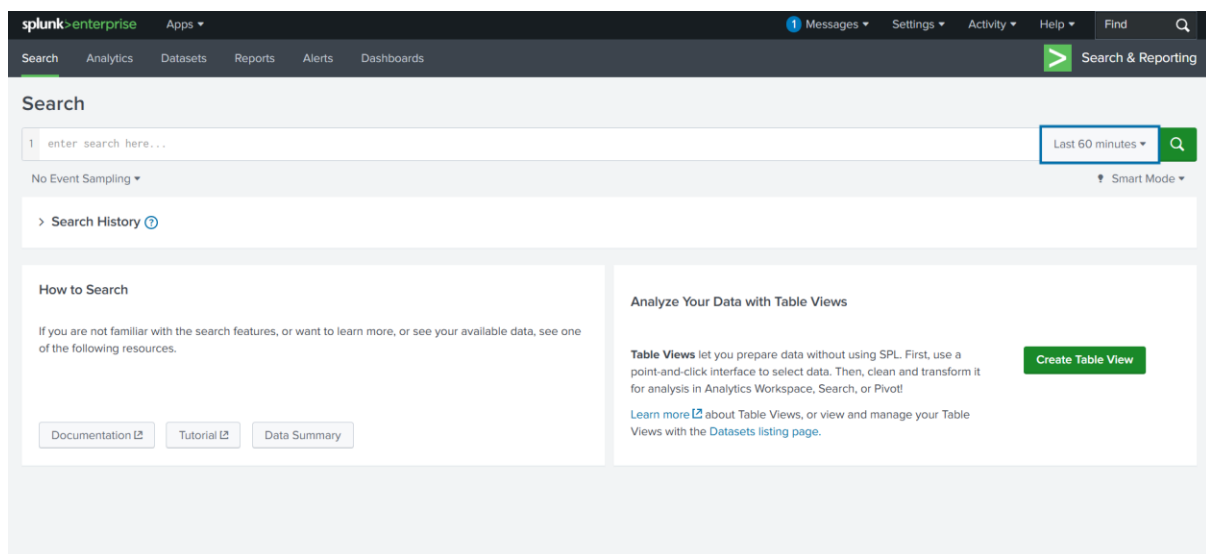 splunk>enterprise Apps 1 Messages Settings Activity Help Find
Search Analytics Datasets Reports Alerts Dashboards > Search & Reporting
Search
1 enter search here... Last 60 minutes
No Event Sampling Smart Mode
> Search History ?
How to Search
If you are not familiar with the search features, or want to learn more, or see your available data, see one
of the following resources.
Documentation Tutorial Data Summary
Analyze Your Data with Table Views
Table Views let you prepare data without using SPL. First, use a
point-and-click interface to select data. Then, clean and transform it
for analysis in Analytics Workspace, Search, or Pivot!
Learn more about Table Views, or view and manage your Table
Views with the Datasets listing page.
Create Table View